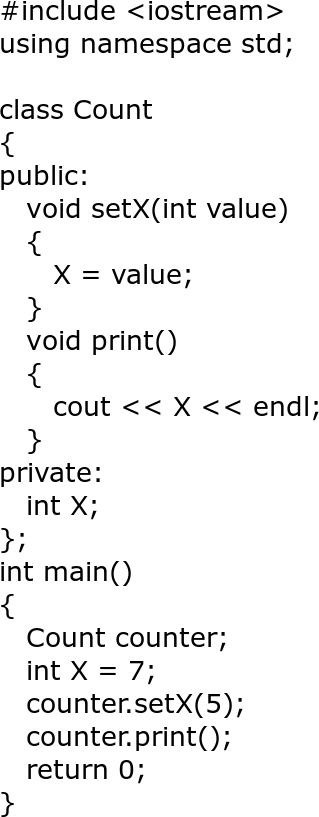 #include <iostream>
using namespace std;

class Count
{
public:
   void setX(int value)
   {
      X = value;
   }
   void print()
   {
      cout << X << endl;
   }
private:
   int X;
};
int main()
{
   Count counter;
   int X = 7;
   counter.setX(5);
   counter.print();
   return 0;
}